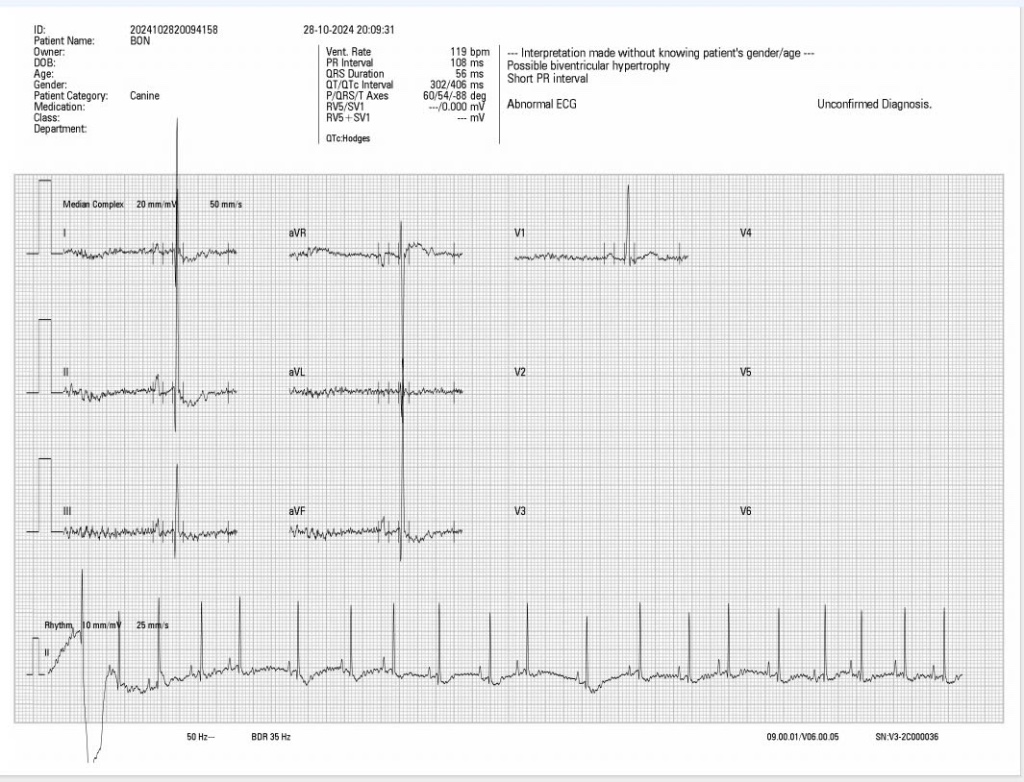 ID: 2024102820094158 28-10-2024 20:09:31
Patient Name: BON
Owner:
DOB:
Age:
Gender:
Patient Category: Canine
Medication:
Class:
Department:
Vent. Rate 119 bpm
PR Interval 108 ms
QRS Duration 56 ms
QT/QTc Interval 302/406 ms
P/QRS/T Axes 60/54/-88 deg
RV5/SV1 ---/0.000 mV
RV5+SV1 --- mV
QTc:Hodges
--- Interpretation made without knowing patient's gender/age ---
Possible biventricular hypertrophy
Short PR interval
Abnormal ECG Unconfirmed Diagnosis.
Median Complex 20 mm/mV 50 mm/s
I aVR V1 V4
II aVL V2 V5
III aVF V3 V6
Rhythm 10 mm/mV 25 mm/s
II
50 Hz-- BDR 35 Hz 09.00.01/V06.00.05 SN:V3-2C000036